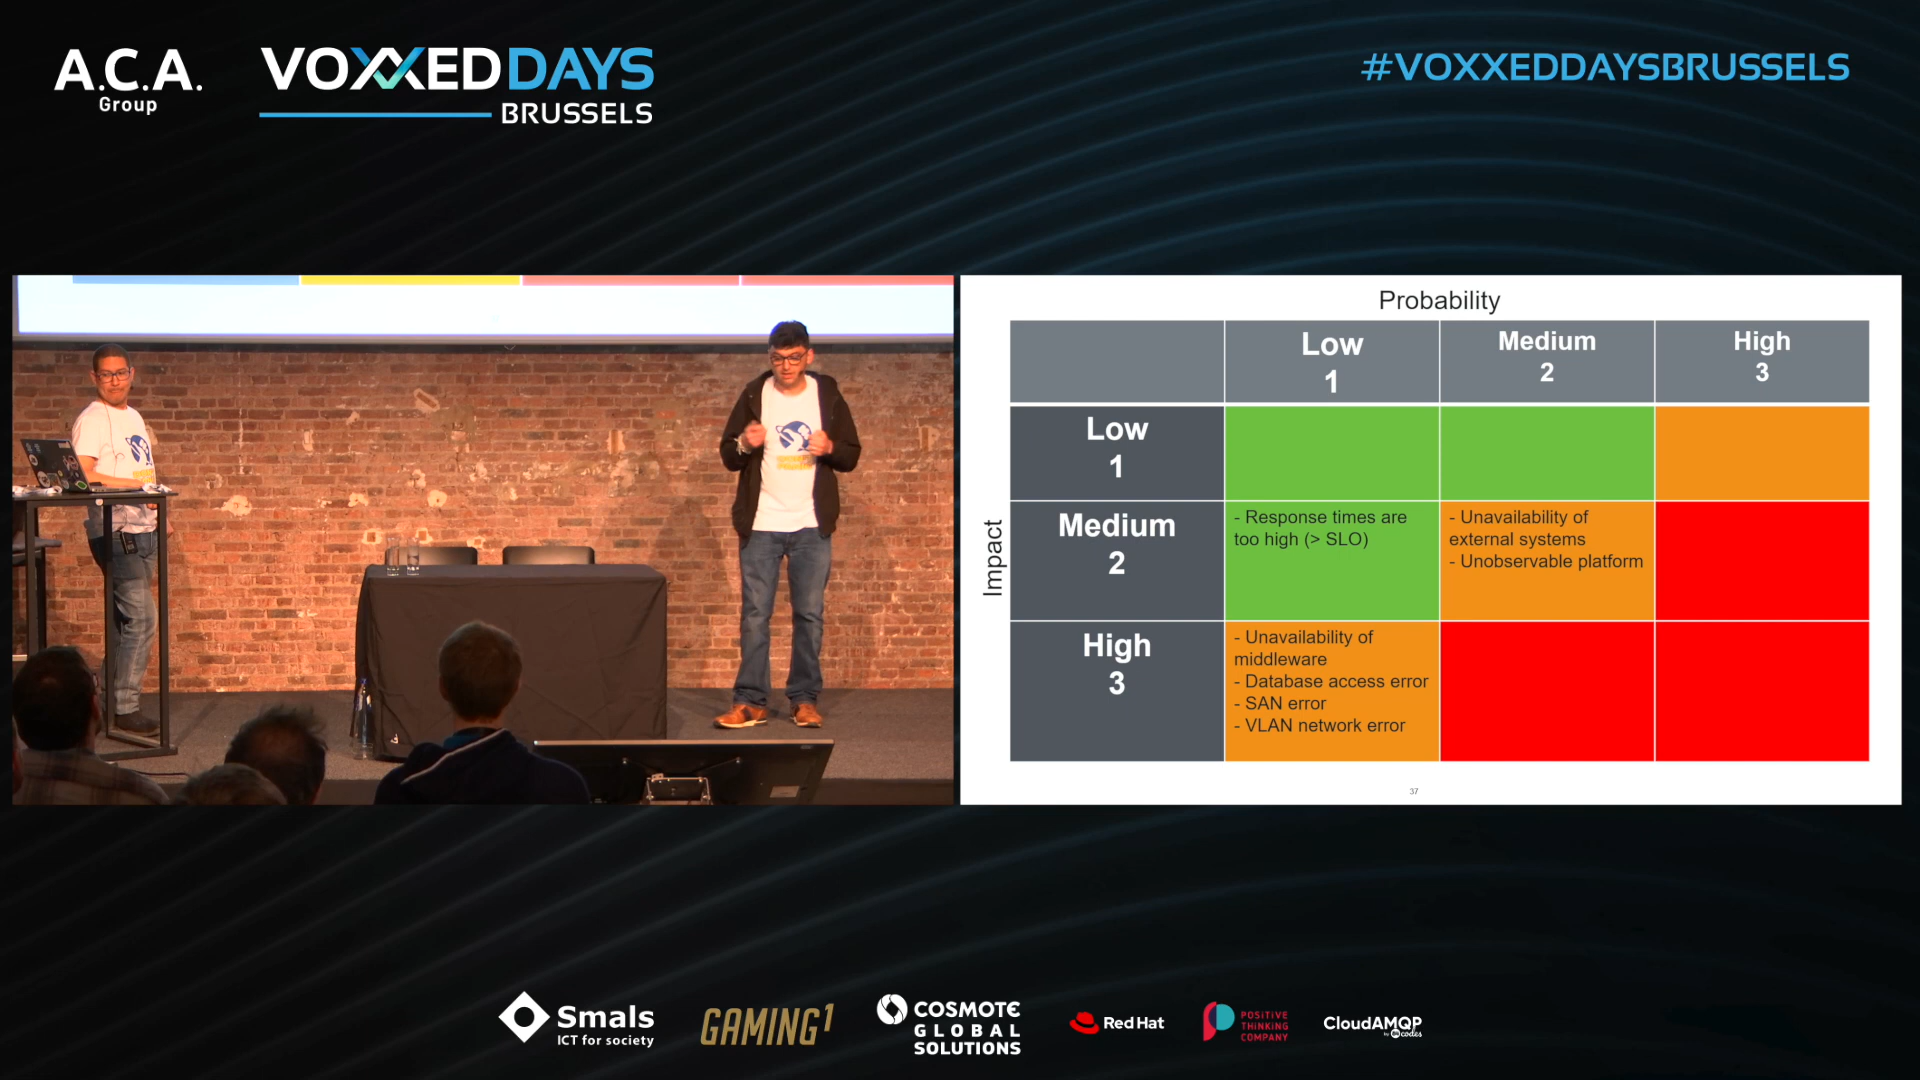 A.C.A.
Group
VOXXED DAYS
BRUSSELS
#VOXXEDDAYSBRUSSELS
Probability
Low
1
Medium
2
High
3
Impact
Low
1
Medium
2
- Response times are
too high (> SLO)
- Unavailability of
external systems
- Unobservable platform
High
3
- Unavailability of
middleware
- Database access error
- SAN error
- VLAN network error
37
Smals
ICT for society
GAMING1
COSMOTE
GLOBAL
SOLUTIONS
Red Hat
POSITIVE
THINKING
COMPANY
CloudAMQP